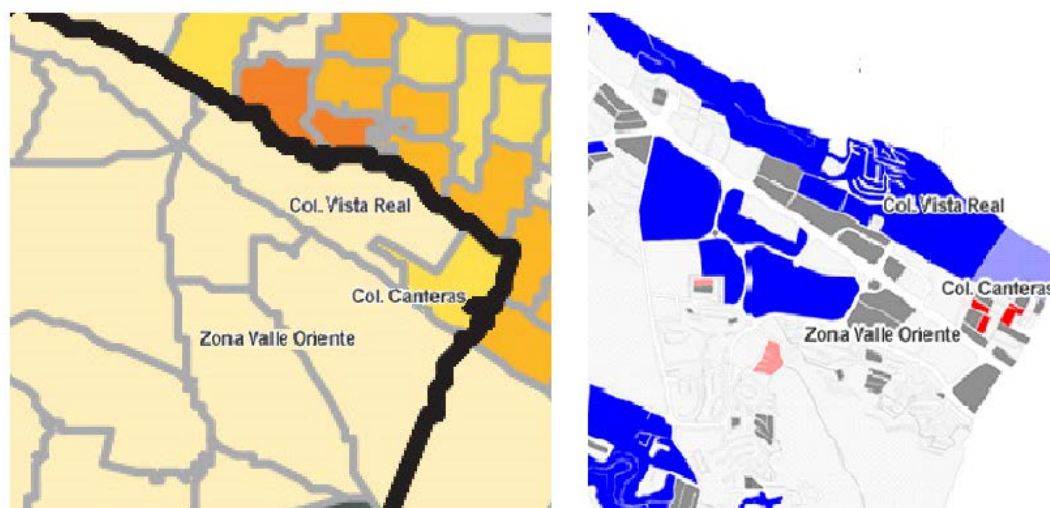 Col. Vista Real
Col. Canteras
Zona Valle Oriente
Col. Vista Real
Col. Canteras
Zona Valle Oriente